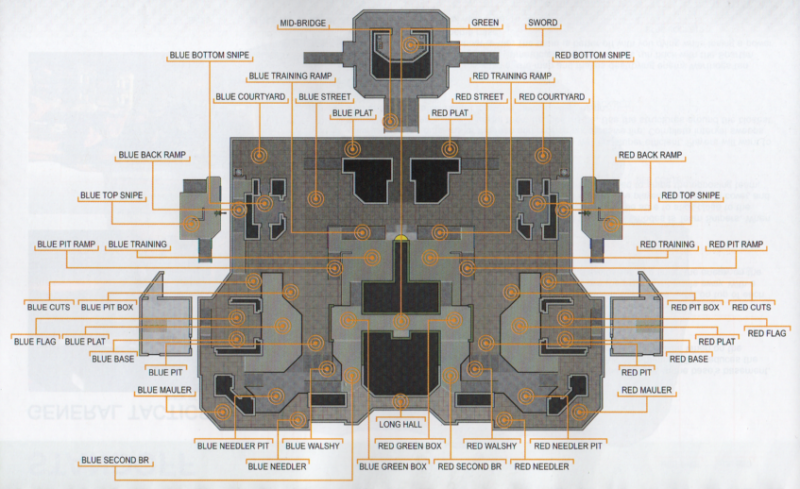 MID-BRIDGE
GREEN
SWORD
BLUE BOTTOM SNIPE
RED BOTTOM SNIPE
BLUE TRAINING RAMP
RED TRAINING RAMP
BLUE COURTYARD
BLUE STREET
RED STREET
RED COURTYARD
BLUE PLAT
RED PLAT
BLUE BACK RAMP
RED BACK RAMP
BLUE TOP SNIPE
RED TOP SNIPE
BLUE PIT RAMP
BLUE TRAINING
RED TRAINING
RED PIT RAMP
BLUE CUTS
BLUE PIT BOX
RED PIT BOX
RED CUTS
BLUE FLAG
BLUE PLAT
RED PLAT
RED FLAG
BLUE BASE
RED BASE
BLUE PIT
RED PIT
BLUE MAULER
RED MAULER
LONG HALL
BLUE NEEDLER PIT
BLUE WALSHY
RED GREEN BOX
RED WALSHY
RED NEEDLER PIT
BLUE SECOND BR
BLUE NEEDLER
BLUE GREEN BOX
RED SECOND BR
RED NEEDLER
GENERAL TACTIC